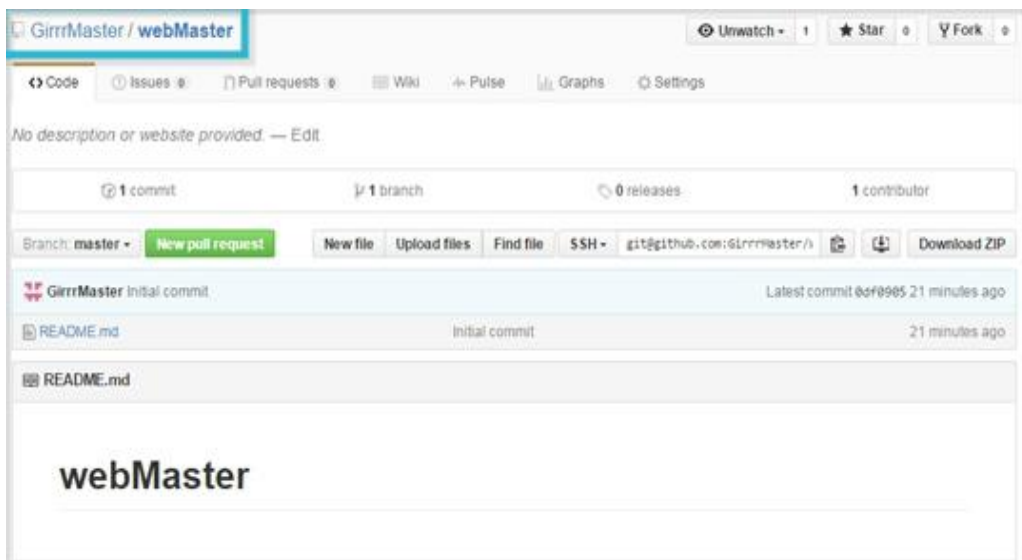 GirrrMaster / webMaster
Unwatch 1 Star 0 Fork 0
Code Issues 0 Pull requests 0 Wiki Pulse Graphs Settings
No description or website provided. — Edit
1 commit 1 branch 0 releases 1 contributor
Branch: master New pull request New file Upload files Find file SSH git@github.com:GirrrMaster/ Download ZIP
GirrrMaster Initial commit Latest commit 21 minutes ago
README.md Initial commit 21 minutes ago
README.md
webMaster